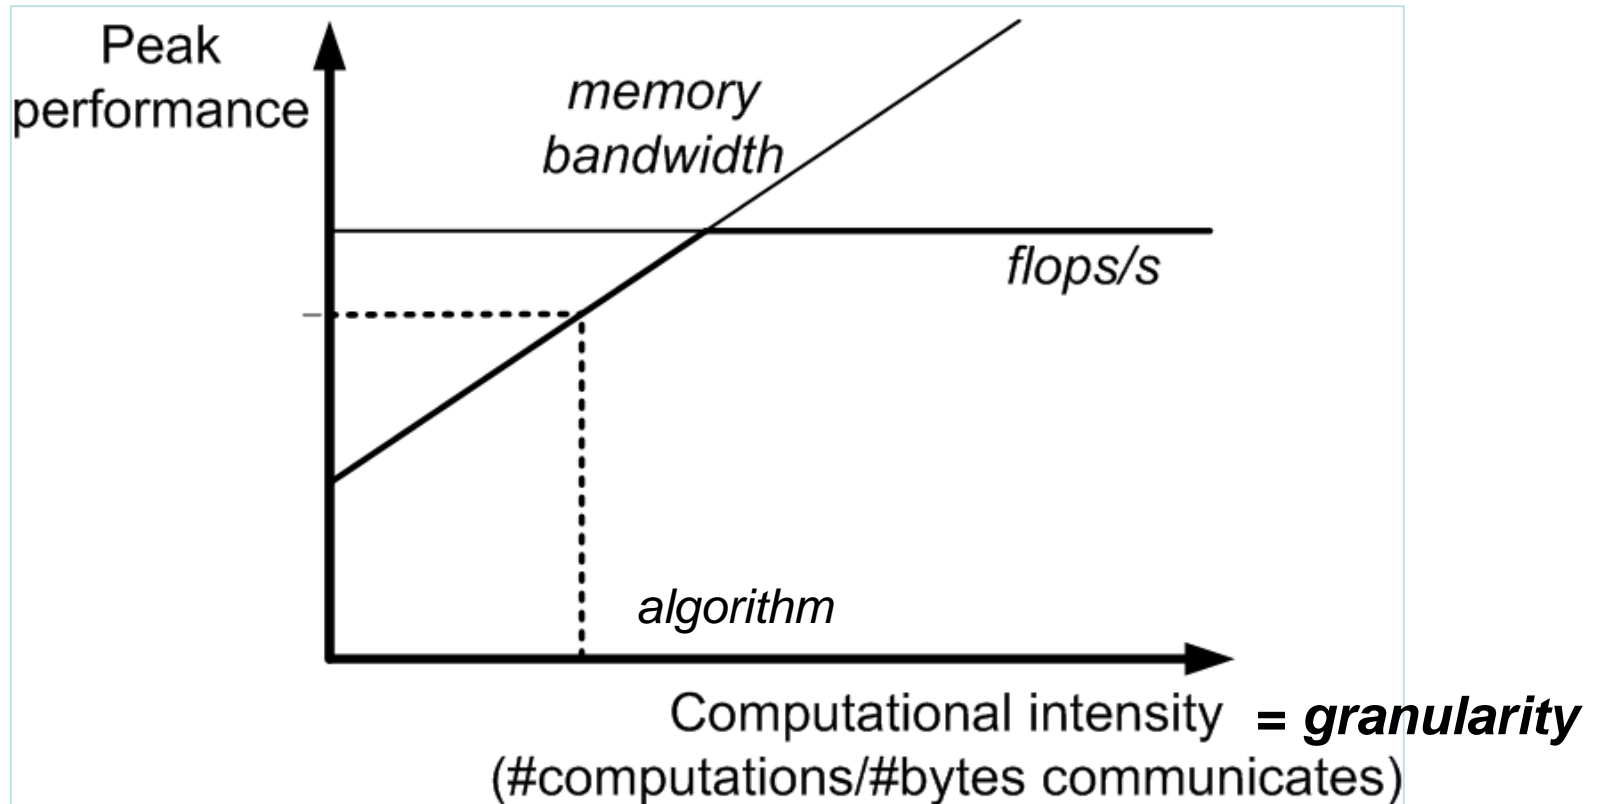 Peak
performance
memory
bandwidth
flops/s
algorithm
Computational intensity = granularity
(#computations/#bytes communicates)